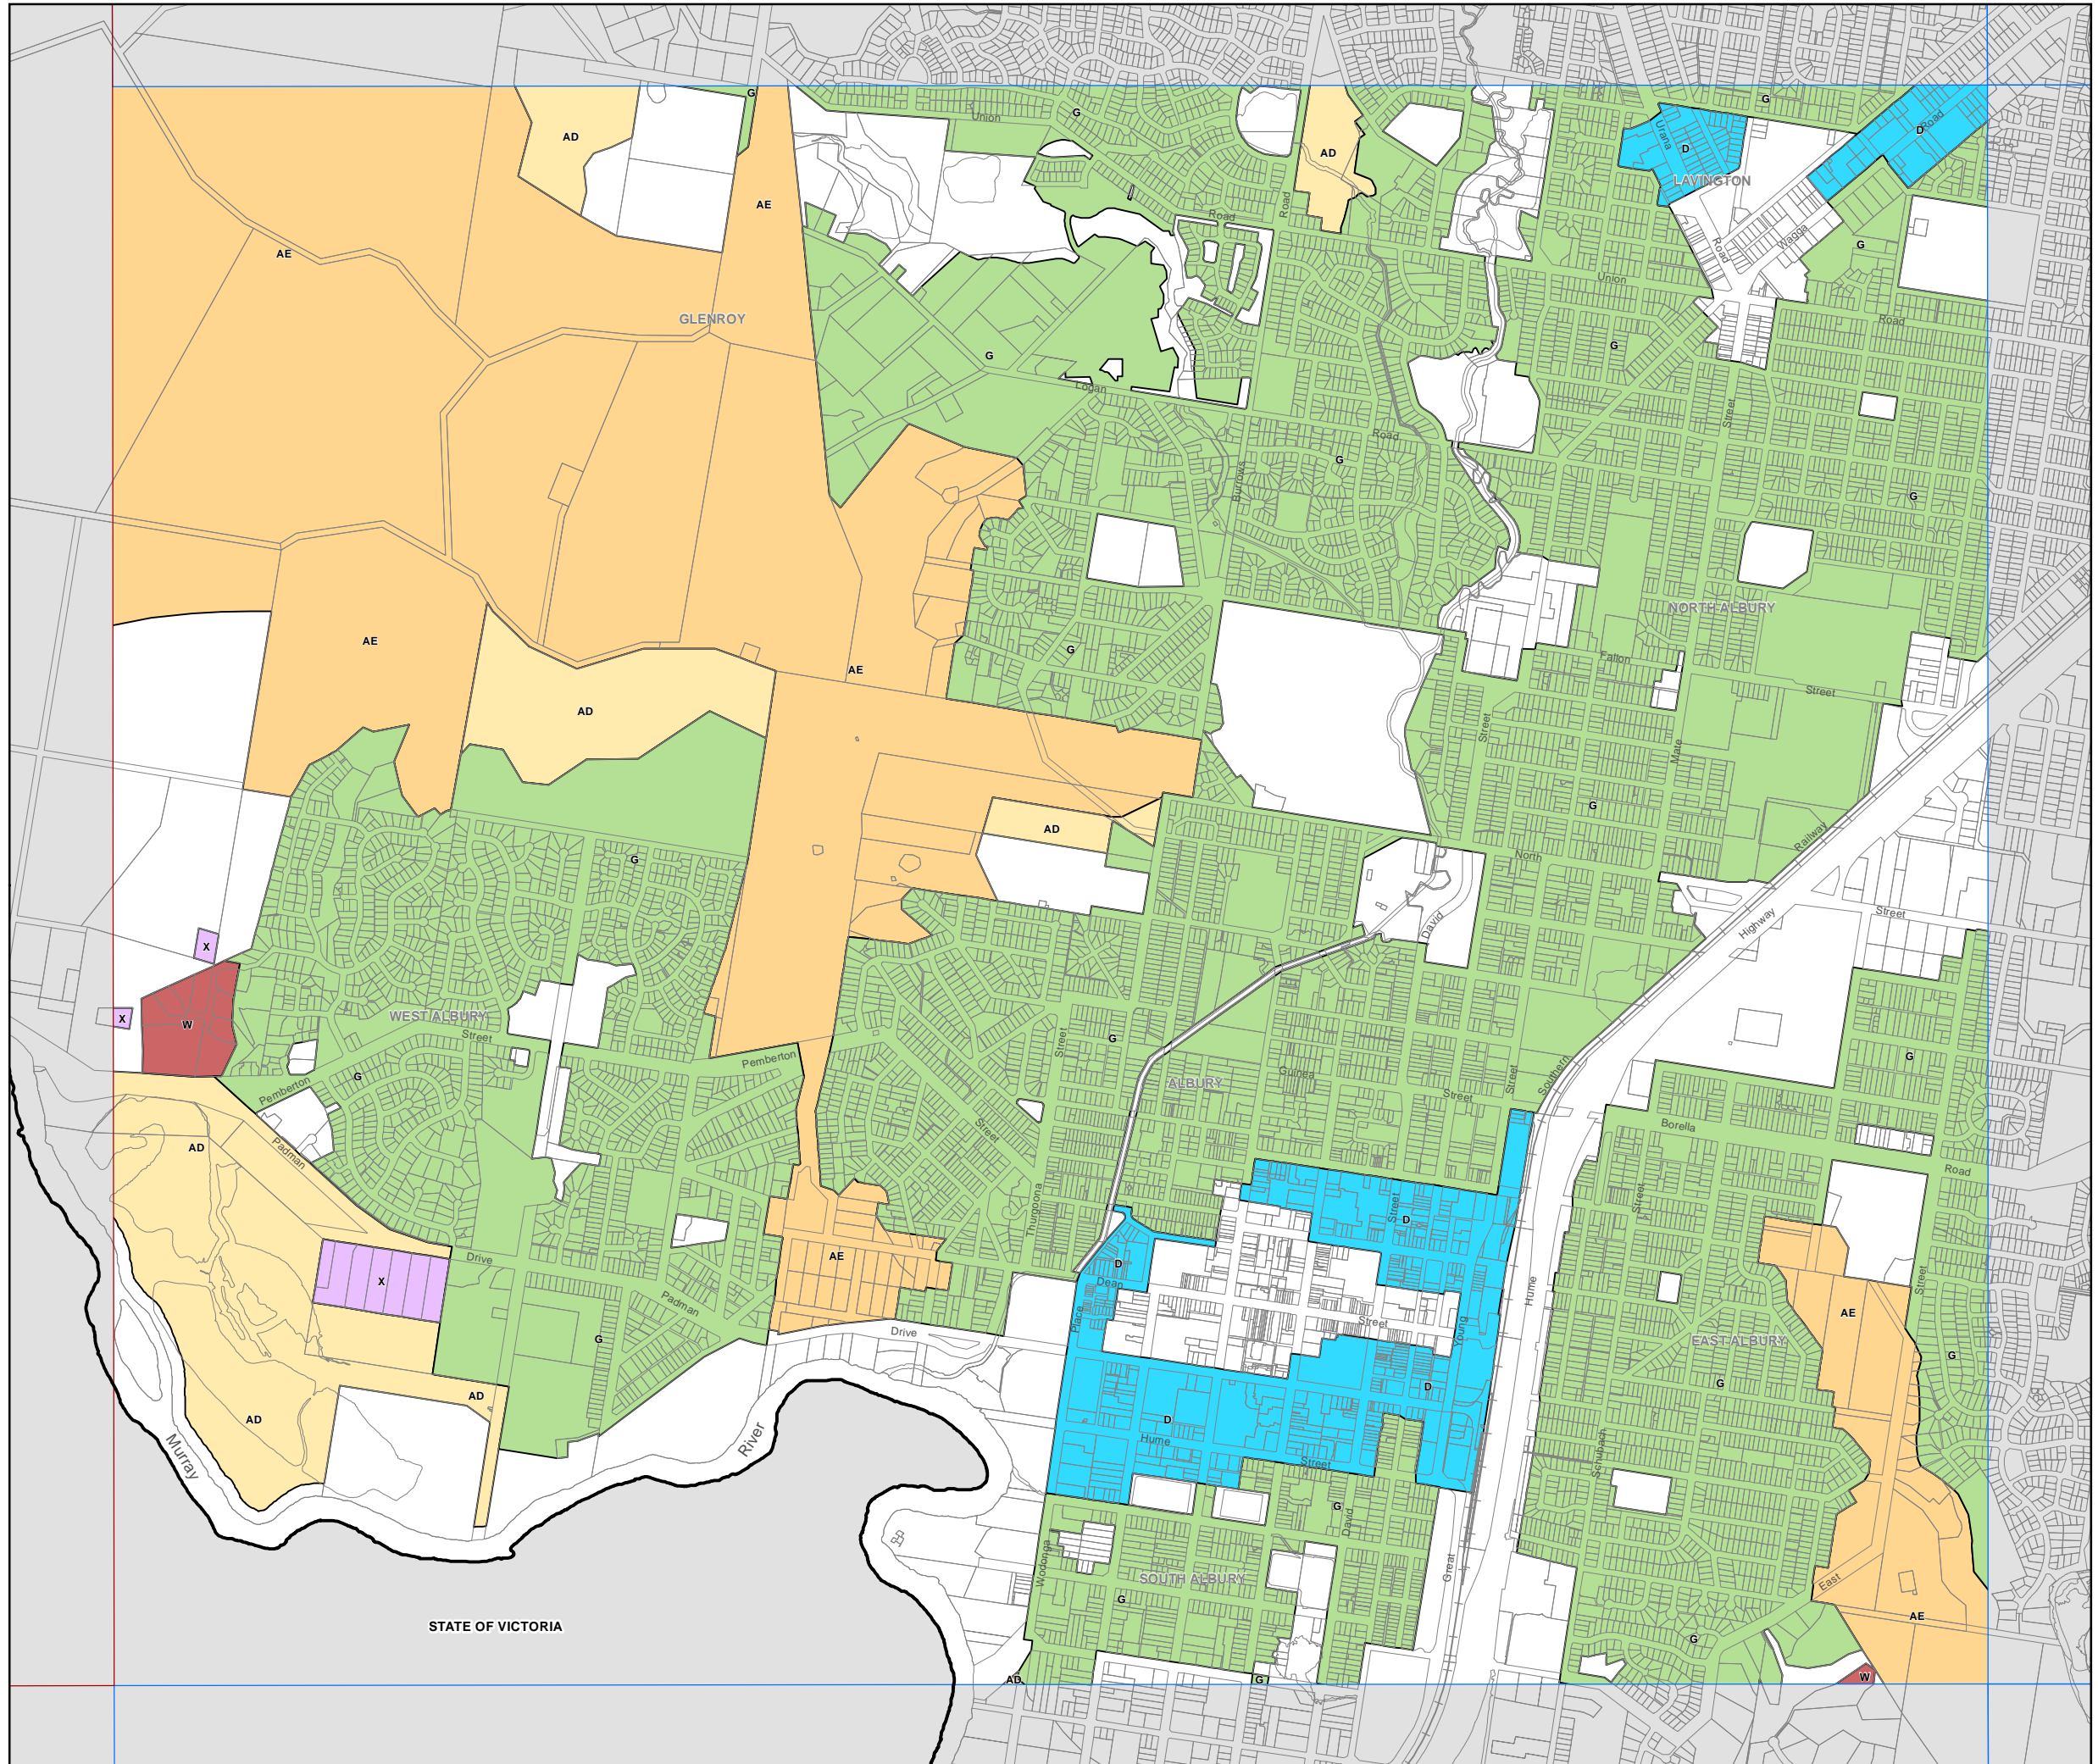 G
G
G
D
Road
Union
AD
AD
Urana
D
LAVINGTON
AE
Road
Road
Road
Wagga
G
AE
Union
GLENROY
Road
G
G
Logan
Street
Road
G
Burrows
G
NORTH ALBURY
AE
G
Fallon
AE
Street
AD
Street
Mate
G
AD
Railway
G
North
Street
David
Highway
X
WEST ALBURY
X
W
Street
G
Street
G
Pemberton
Southern
G
Pemberton
Guinea
ALBURY
Street
Street
Street
Borella
AD
Padman
Road
Thurgoona
Street
Street
D
Drive
AE
D
X
Dean
Street
Hume
Padman
Place
AE
Street
Young
Drive
G
EAST ALBURY
G
D
G
AD
AD
D
River
Hume
Murray
Street
Schubach
G
David
Wodonga
Great
SOUTH ALBURY
East
G
AE
STATE OF VICTORIA
G
AD
G
W